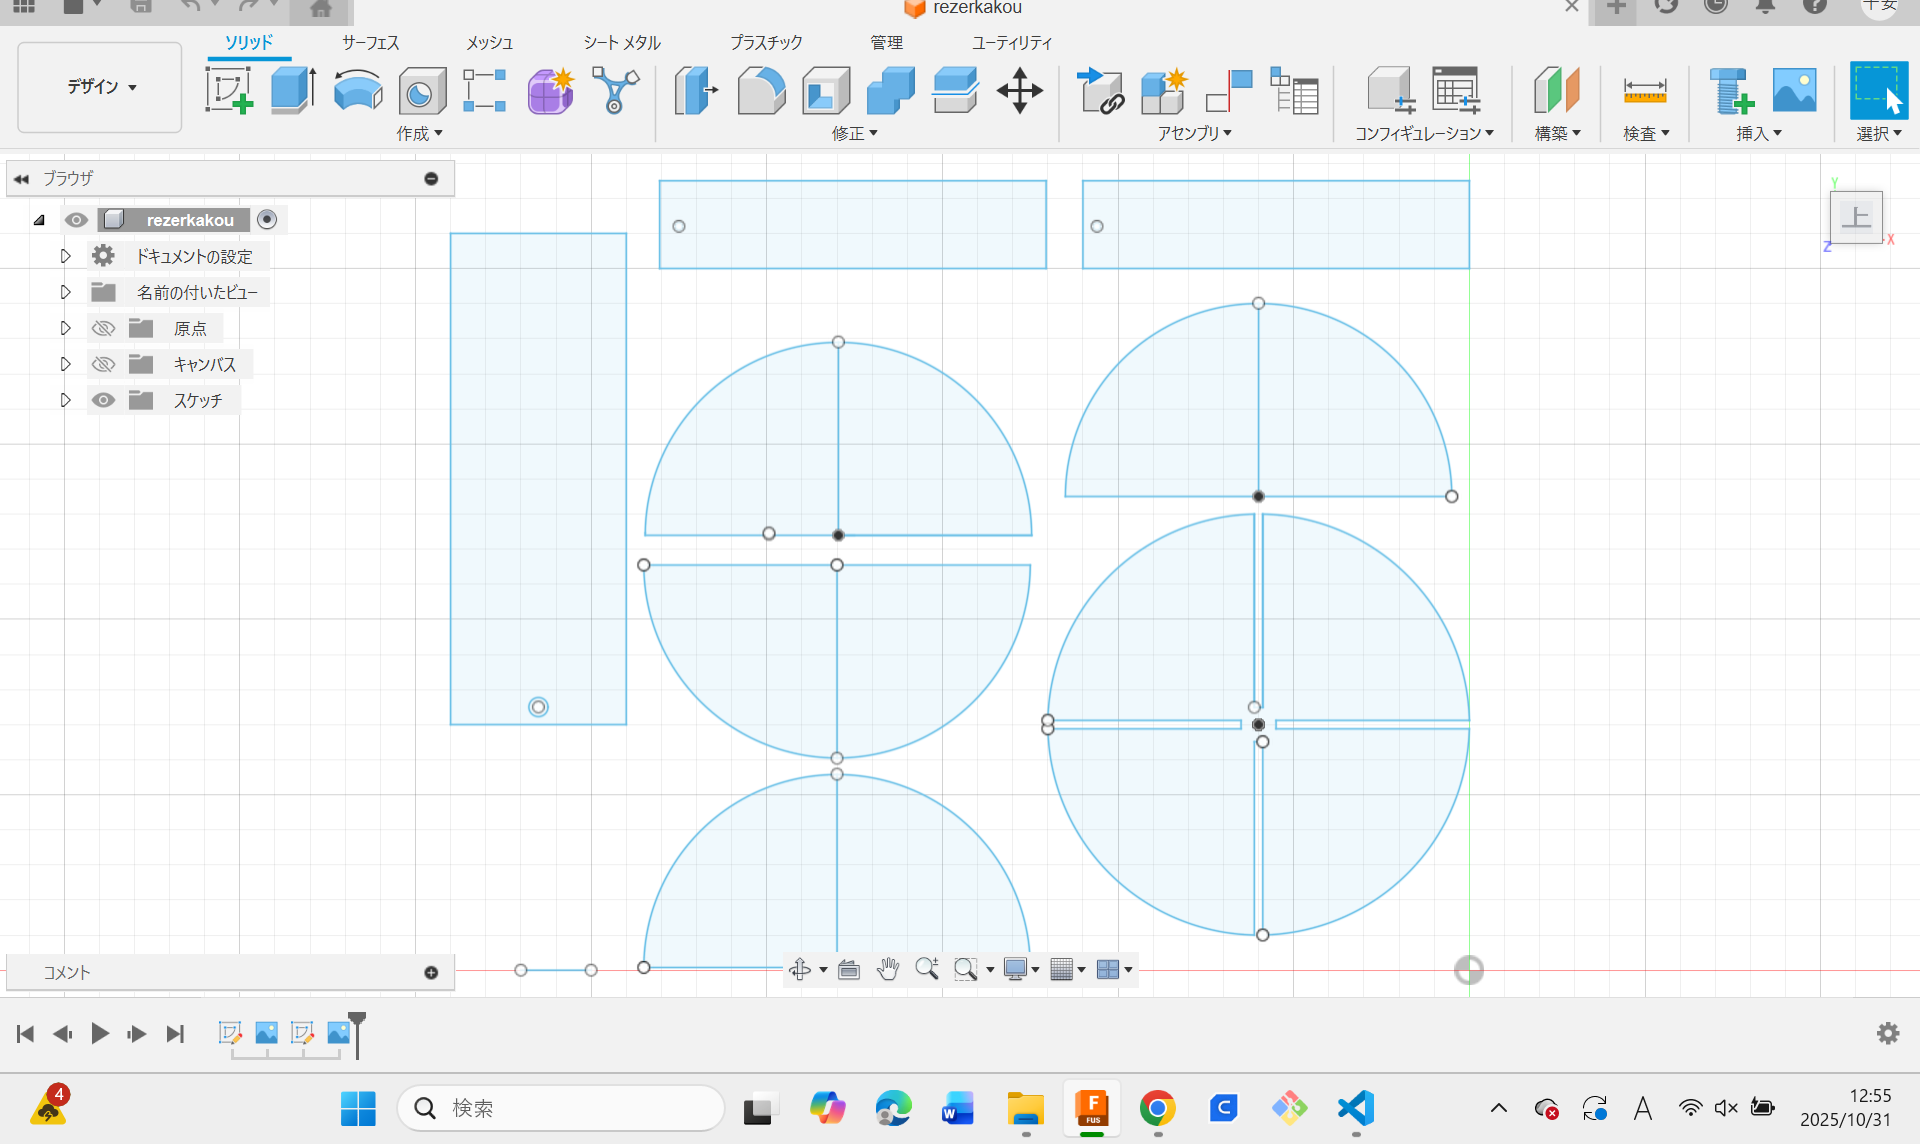 rezerkakou
ソリッド
サーフェス
メッシュ
シート メタル
プラスチック
管理
ユーティリティ
デザイン
作成
修正
アセンブリ
コンフィギュレーション
構築
検査
挿入
選択
ブラウザ
rezerkakou
ドキュメントの設定
名前の付いたビュー
原点
キャンバス
スケッチ
Y
上
X
Z
コメント
4
検索
W
F
FUS
C
A
12:55
2025/10/31